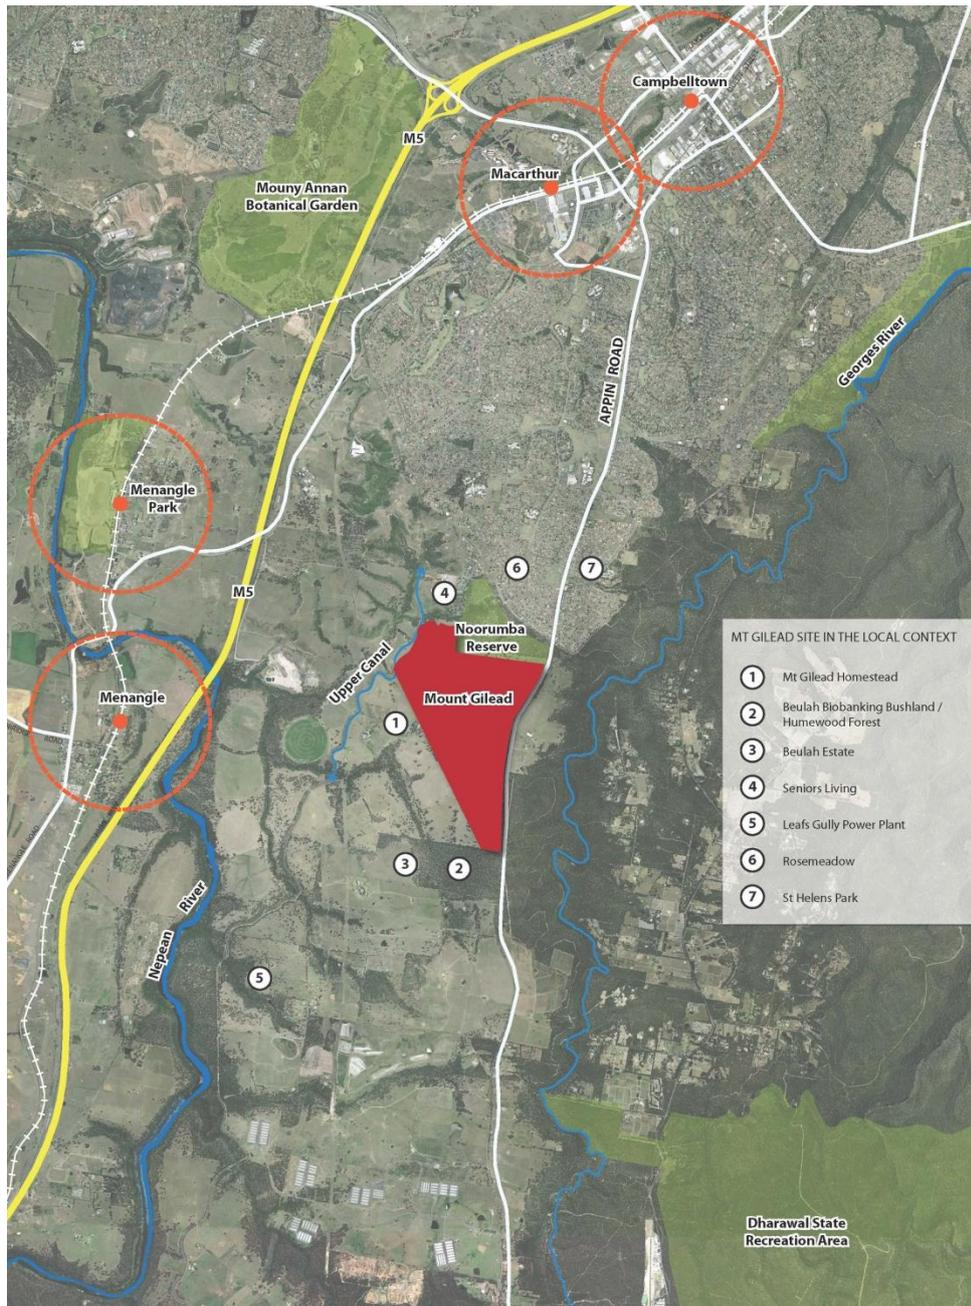 Campbelltown
M5
Macarthur
Mouny Annan
Botanical Garden
Georges River
APPIN ROAD
Menangle
Park
6
7
M5
4
Noorumba
Reserve
Upper Canal
MT GILEAD SITE IN THE LOCAL CONTEXT
1 Mt Gilead Homestead
2 Beulah Biobanking Bushland /
Humewood Forest
3 Beulah Estate
4 Seniors Living
5 Leafs Gully Power Plant
6 Rosemeadow
7 St Helens Park
Menangle
Mount Gilead
1
ROAD
3
2
Nepean River
5
Dharawal State
Recreation Area